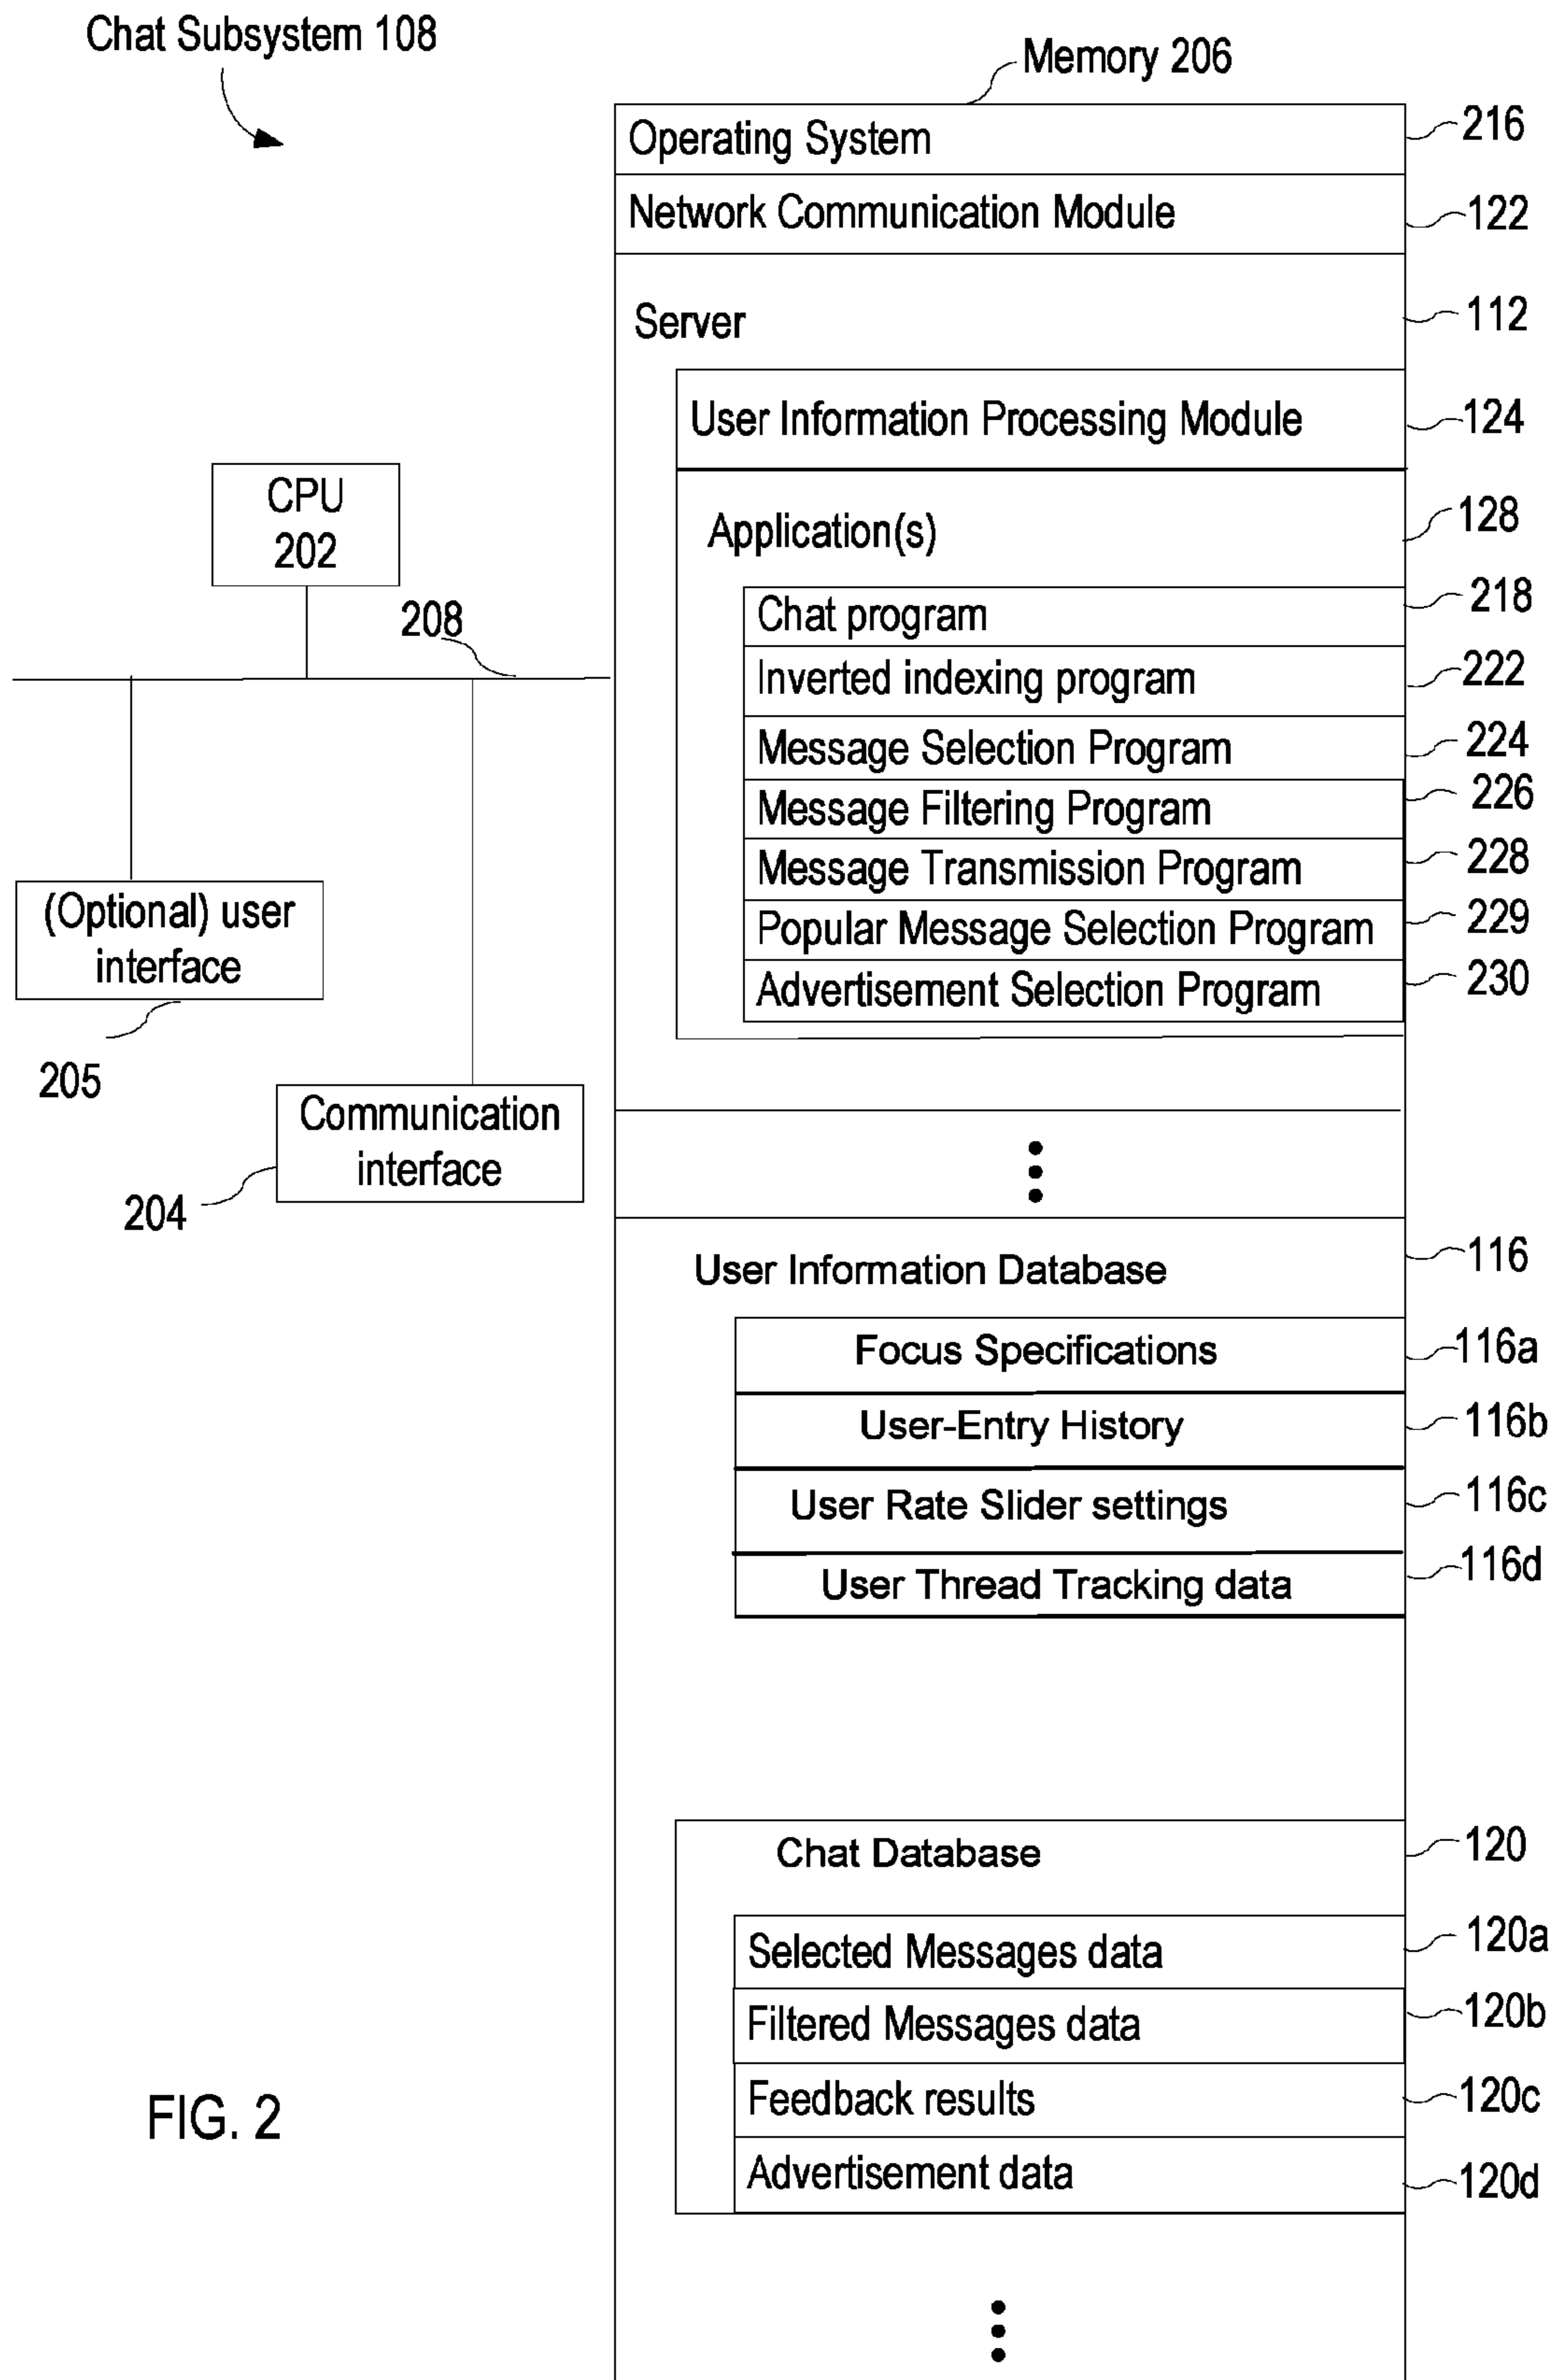 Chat Subsystem 108
Memory 206
Operating System
216
Network Communication Module
122
Server
112
User Information Processing Module
124
Application(s)
128
Chat program
218
Inverted indexing program
222
Message Selection Program
224
Message Filtering Program
226
Message Transmission Program
228
Popular Message Selection Program
229
Advertisement Selection Program
230
CPU
202
208
(Optional) user
interface
205
Communication
interface
204
User Information Database
116
Focus Specifications
116a
User-Entry History
116b
User Rate Slider settings
116c
User Thread Tracking data
116d
Chat Database
120
Selected Messages data
120a
Filtered Messages data
120b
Feedback results
120c
Advertisement data
120d
FIG. 2